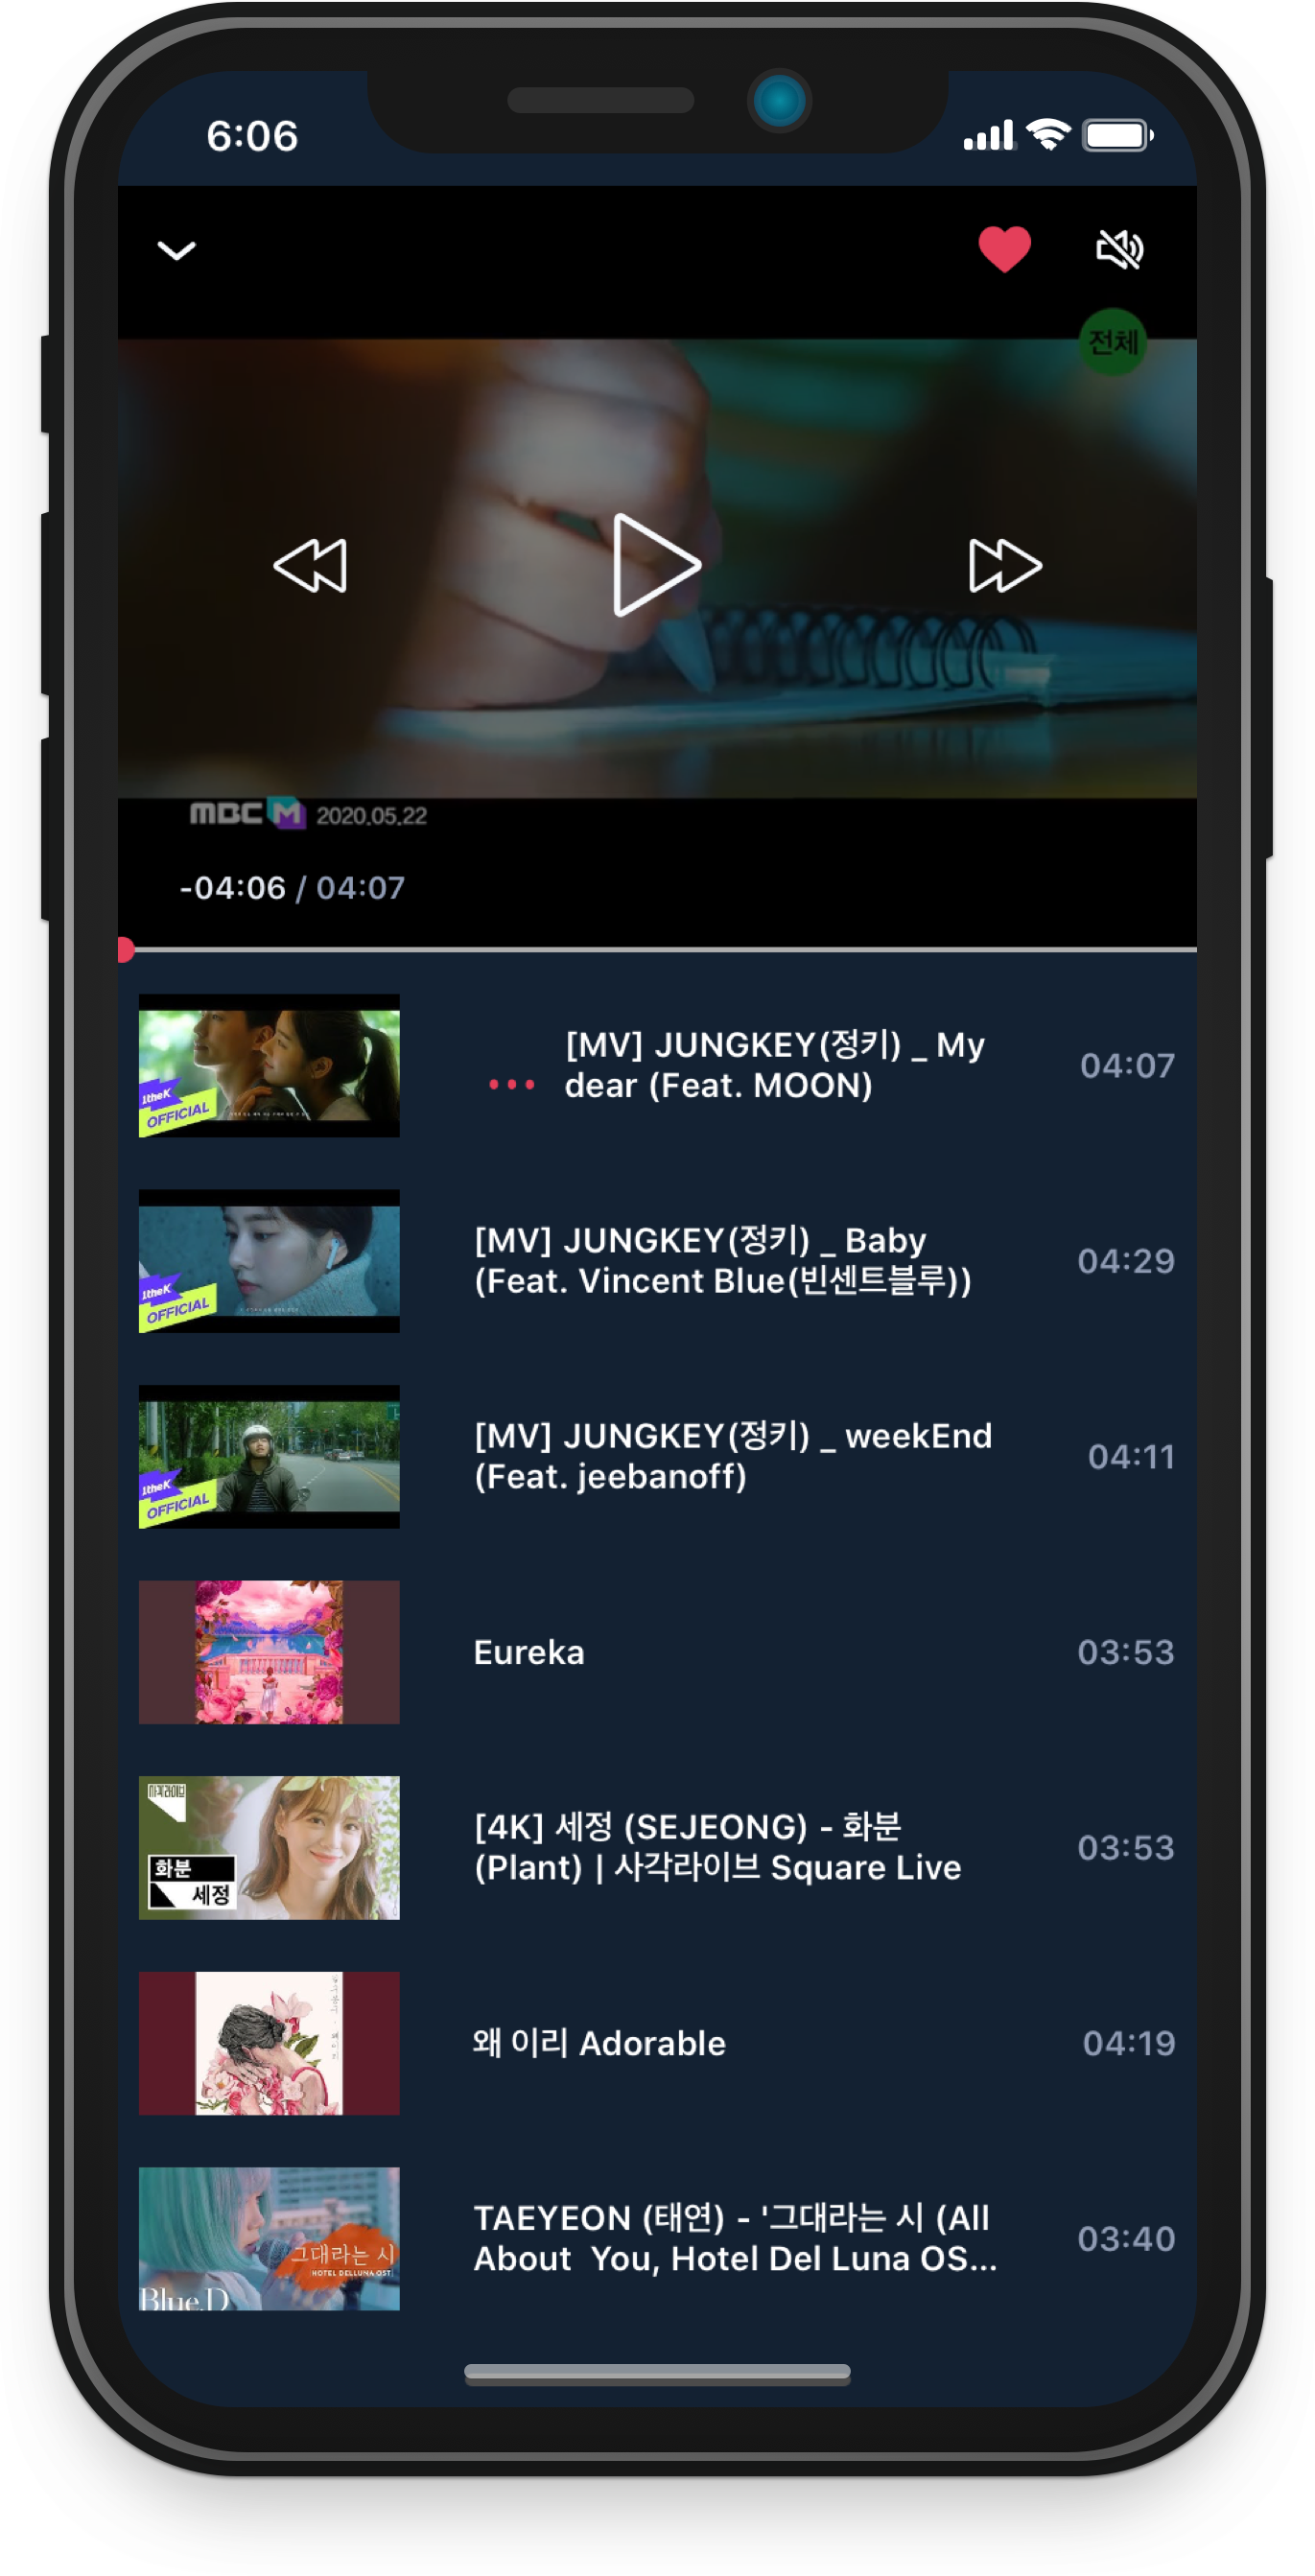 6:06
전체
MBC M 2020.05.22
-04:06 / 04:07
1theK
OFFICIAL
[MV] JUNGKEY(정키) _ My
dear (Feat. MOON)
04:07
1theK
OFFICIAL
[MV] JUNGKEY(정키) _ Baby
(Feat. Vincent Blue(빈센트블루))
04:29
1theK
OFFICIAL
[MV] JUNGKEY(정키) _ weekEnd
(Feat. jeebanoff)
04:11
Eureka
03:53
사각라이브
화분
세정
[4K] 세정 (SEJEONG) - 화분
(Plant) | 사각라이브 Square Live
03:53
왜 이리 Adorable
04:19
그대라는 시
HOTEL DELLUNA OST
Blue.D
TAEYEON (태연) - '그대라는 시 (All
About  You, Hotel Del Luna OS...
03:40